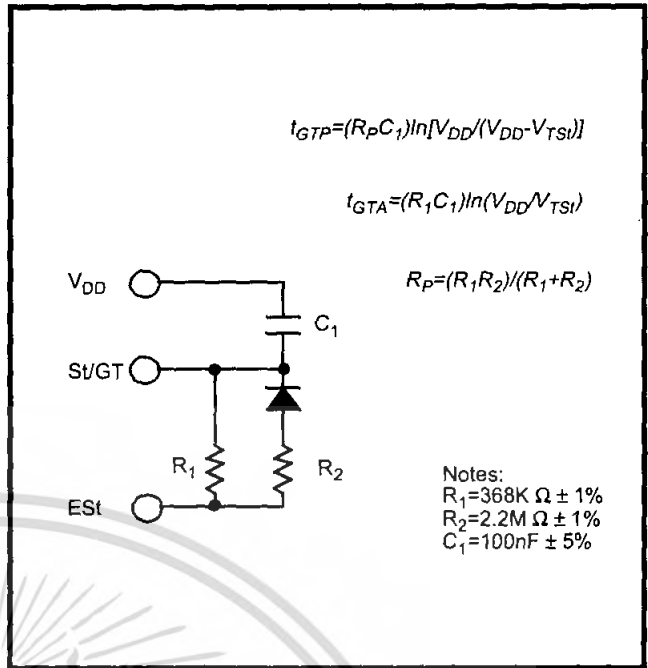 t_GTP=(R_PC_1)ln[V_DD/(V_DD-V_TSt)]
t_GTA=(R_1C_1)ln(V_DD/V_TSt)
R_P=(R_1R_2)/(R_1+R_2)
V_DD
C_1
St/GT
R_1
R_2
ESt
Notes:
R_1=368K Ω ± 1%
R_2=2.2M Ω ± 1%
C_1=100nF ± 5%